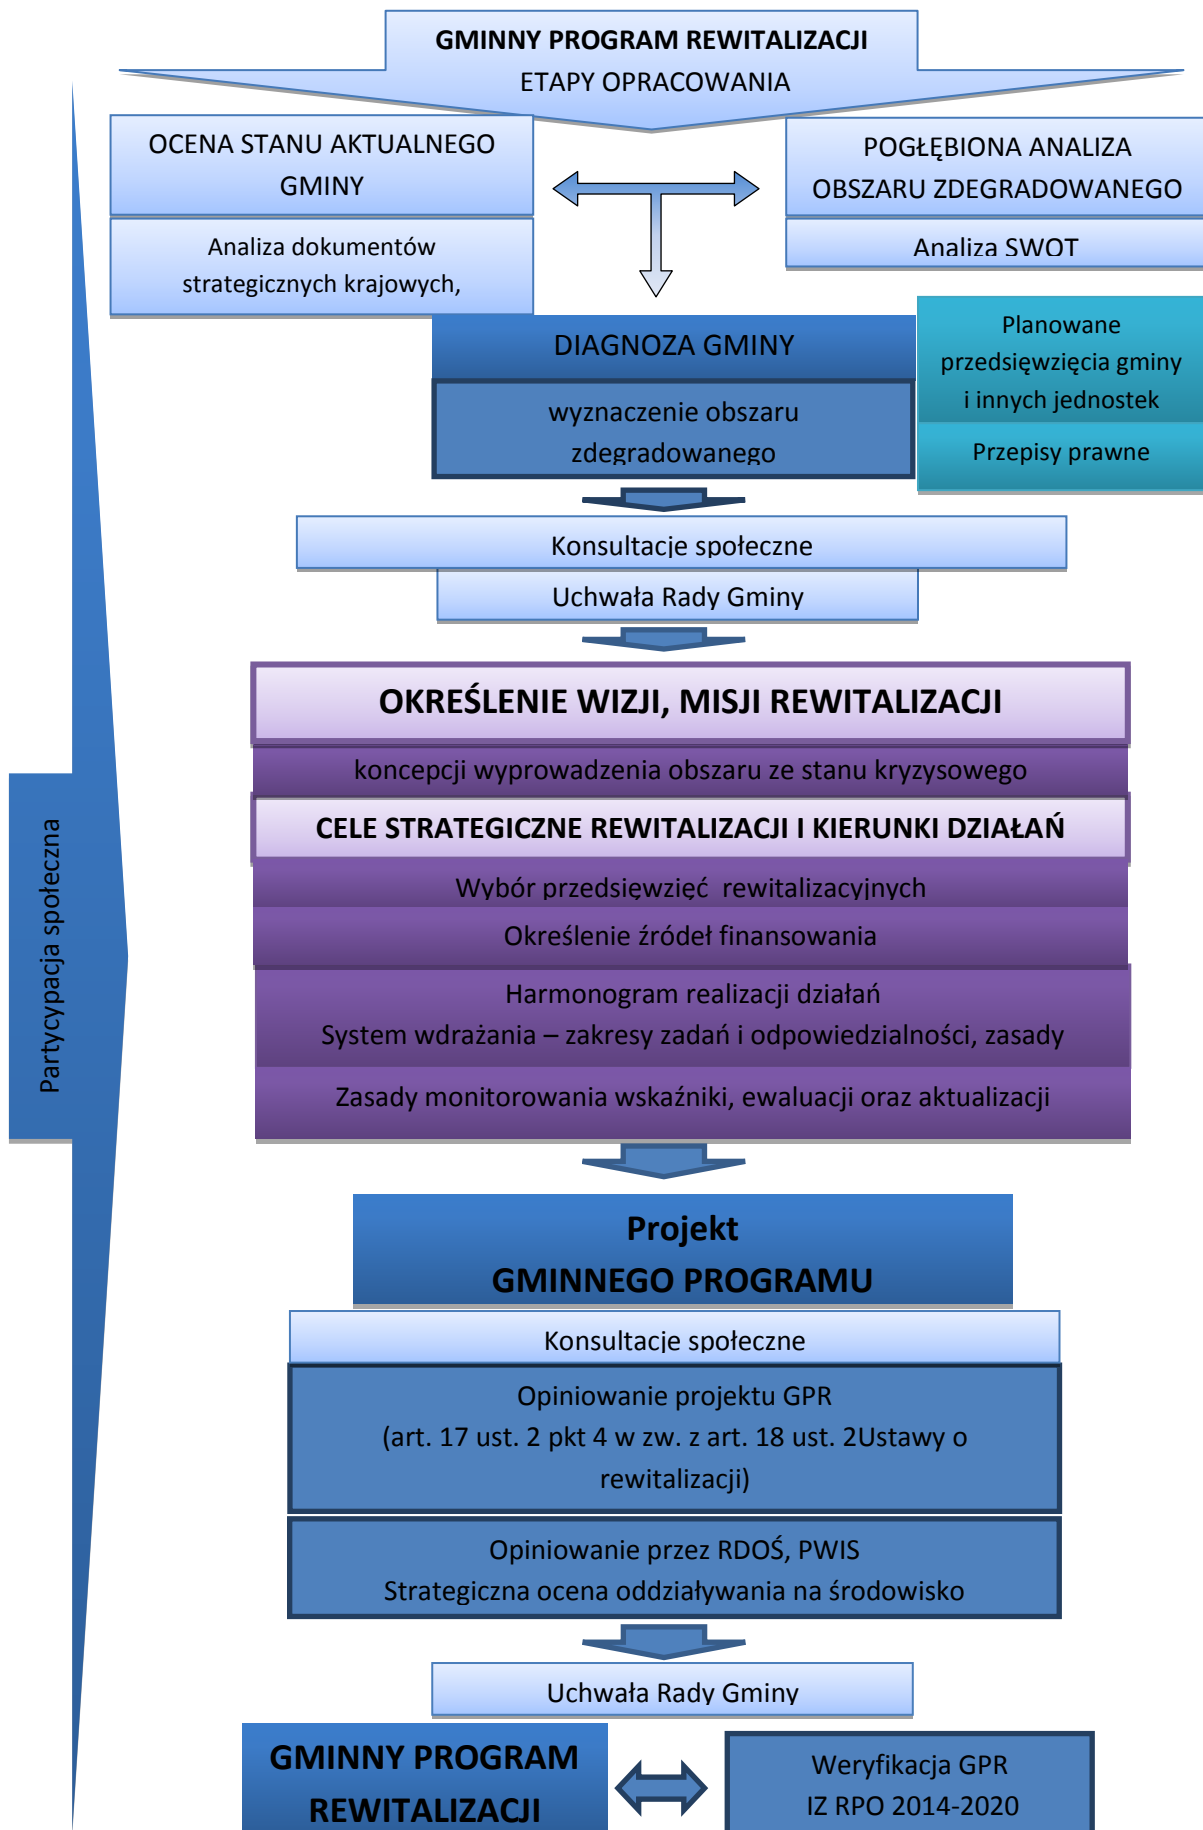 GMINNY PROGRAM REWITALIZACJI
ETAPY OPRACOWANIA
OCENA STANU AKTUALNEGO
GMINY
Analiza dokumentów
strategicznych krajowych,
POGŁĘBIONA ANALIZA
OBSZARU ZDEGRADOWANEGO
Analiza SWOT
DIAGNOZA GMINY
wyznaczenie obszaru
zdegradowanego
Planowane
przedsięwzięcia gminy
i innych jednostek
Przepisy prawne
Konsultacje społeczne
Uchwała Rady Gminy
OKREŚLENIE WIZJI, MISJI REWITALIZACJI
koncepcji wyprowadzenia obszaru ze stanu kryzysowego
CELE STRATEGICZNE REWITALIZACJI I KIERUNKI DZIAŁAŃ
Wybór przedsięwzięć rewitalizacyjnych
Określenie źródeł finansowania
Harmonogram realizacji działań
System wdrażania – zakresy zadań i odpowiedzialności, zasady
Zasady monitorowania wskaźniki, ewaluacji oraz aktualizacji
Partycypacja społeczna
Projekt
GMINNEGO PROGRAMU
Konsultacje społeczne
Opiniowanie projektu GPR
(art. 17 ust. 2 pkt 4 w zw. z art. 18 ust. 2Ustawy o
rewitalizacji)
Opiniowanie przez RDOŚ, PWIS
Strategiczna ocena oddziaływania na środowisko
Uchwała Rady Gminy
GMINNY PROGRAM
REWITALIZACJI
Weryfikacja GPR
IZ RPO 2014-2020